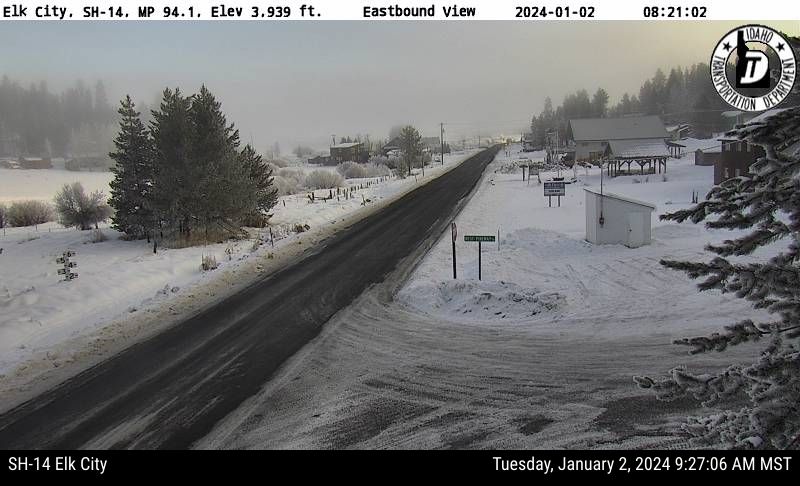 Elk City, SH-14, MP 94.1, Elev 3,939 ft. Eastbound View 2024-01-02 08:21:02
IDAHO
TRANSPORTATION DEPARTMENT
SH-14 Elk City Tuesday, January 2, 2024 9:27:06 AM MST